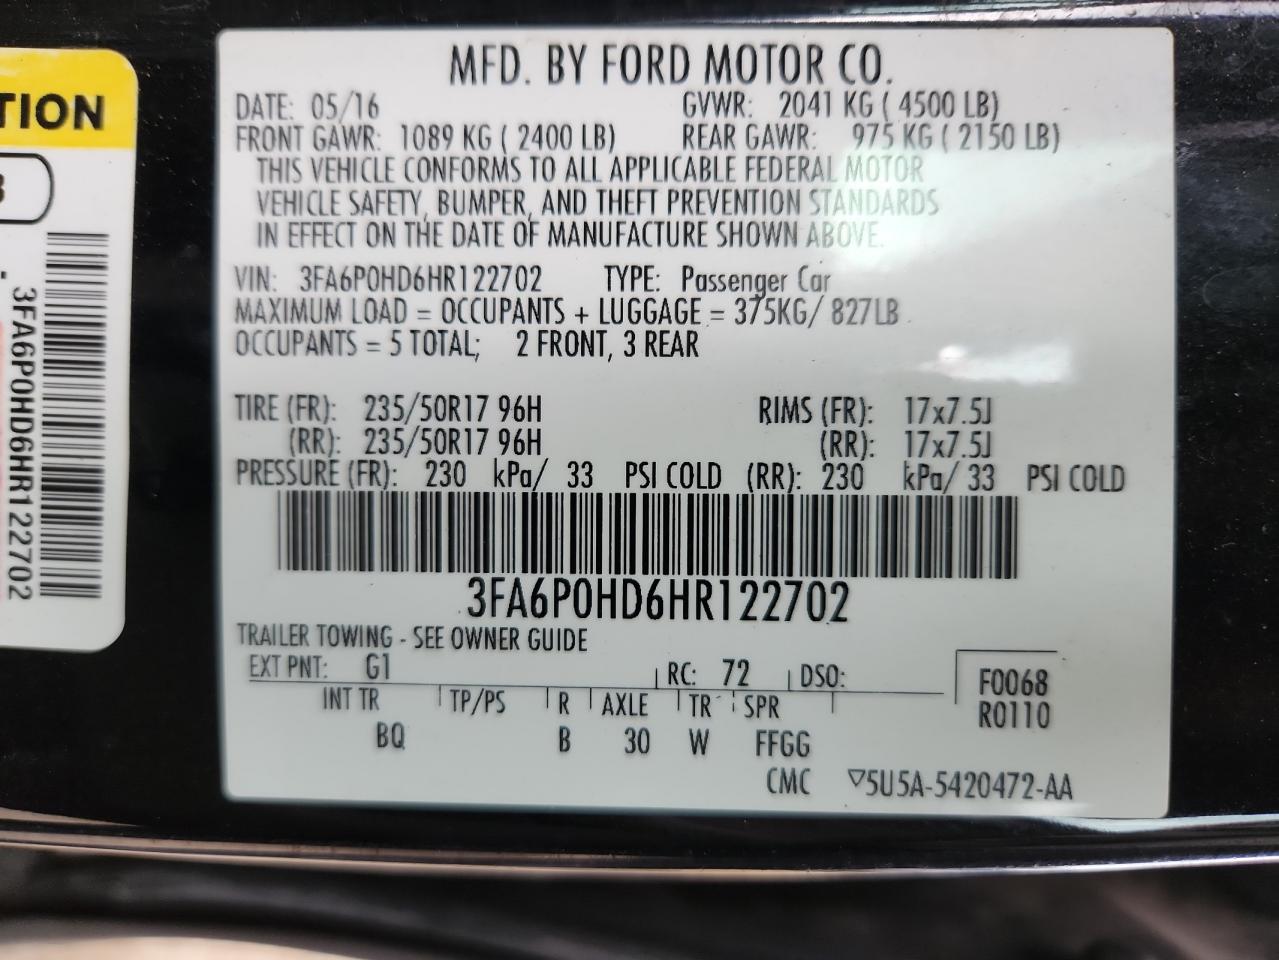 MFD. BY FORD MOTOR CO.
DATE: 05/16 GVWR: 2041 KG ( 4500 LB)
FRONT GAWR: 1089 KG ( 2400 LB) REAR GAWR: 975 KG ( 2150 LB)
THIS VEHICLE CONFORMS TO ALL APPLICABLE FEDERAL MOTOR
VEHICLE SAFETY, BUMPER, AND THEFT PREVENTION STANDARDS
IN EFFECT ON THE DATE OF MANUFACTURE SHOWN ABOVE.
VIN: 3FA6P0HD6HR122702 TYPE: Passenger Car
MAXIMUM LOAD = OCCUPANTS + LUGGAGE = 375KG/ 827LB
OCCUPANTS = 5 TOTAL; 2 FRONT, 3 REAR
TIRE (FR): 235/50R17 96H RIMS (FR): 17x7.5J
(RR): 235/50R17 96H (RR): 17x7.5J
PRESSURE (FR): 230 kPa/ 33 PSI COLD (RR): 230 kPa/ 33 PSI COLD
3FA6P0HD6HR122702
TRAILER TOWING - SEE OWNER GUIDE
EXT PNT: G1 RC: 72 DSO:
F0068
INT TR TP/PS R AXLE TR SPR
R0110
BQ B 30 W FFGG
CMC ▽5U5A-5420472-AA
TION
3FA6P0HD6HR122702